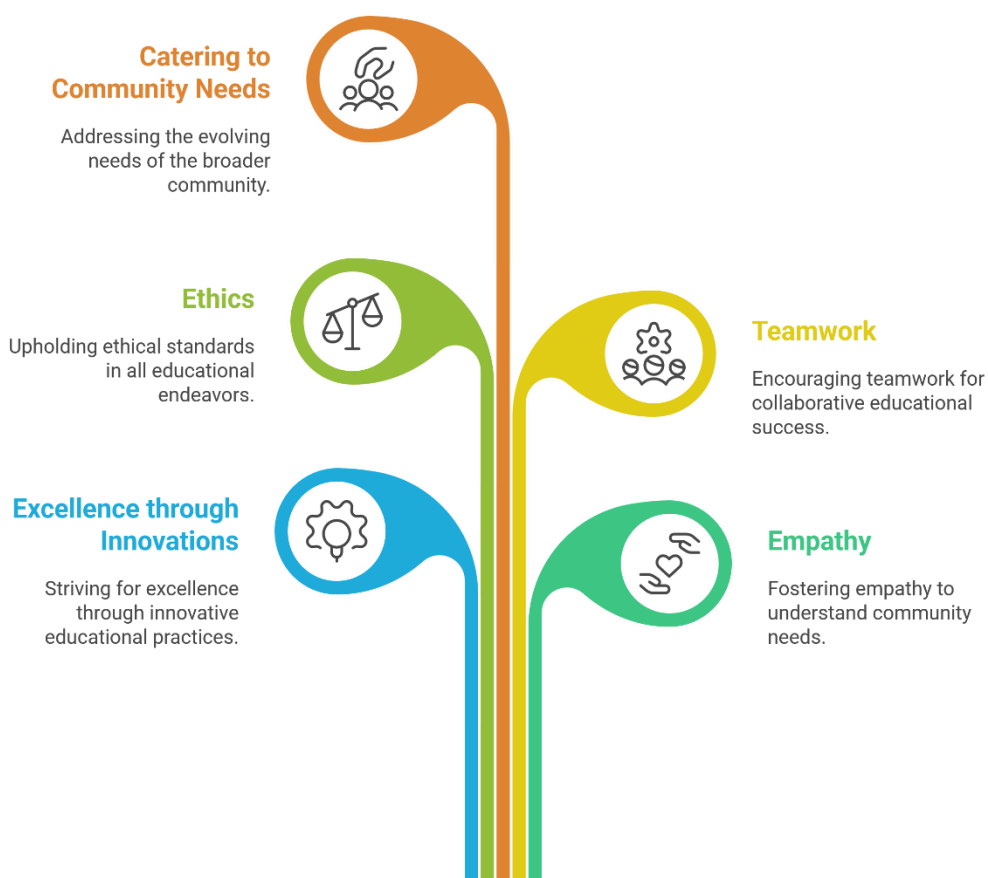 Catering to
Community Needs
Addressing the evolving
needs of the broader
community.
Ethics
Upholding ethical standards
in all educational
endeavors.
Teamwork
Encouraging teamwork for
collaborative educational
success.
Excellence through
Innovations
Striving for excellence
through innovative
educational practices.
Empathy
Fostering empathy to
understand community
needs.